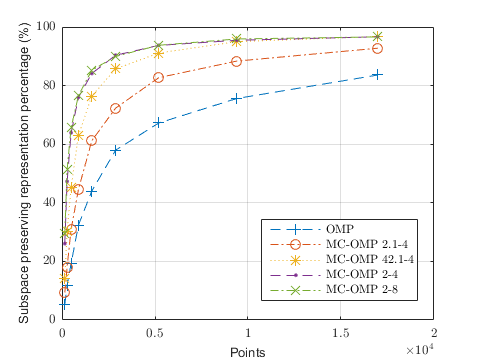 Subspace preserving representation percentage (%)
100
80
60
40
20
0
0
0.5
1
1.5
2
×10⁴
Points
OMP
MC-OMP 2.1-4
MC-OMP 42.1-4
MC-OMP 2-4
MC-OMP 2-8